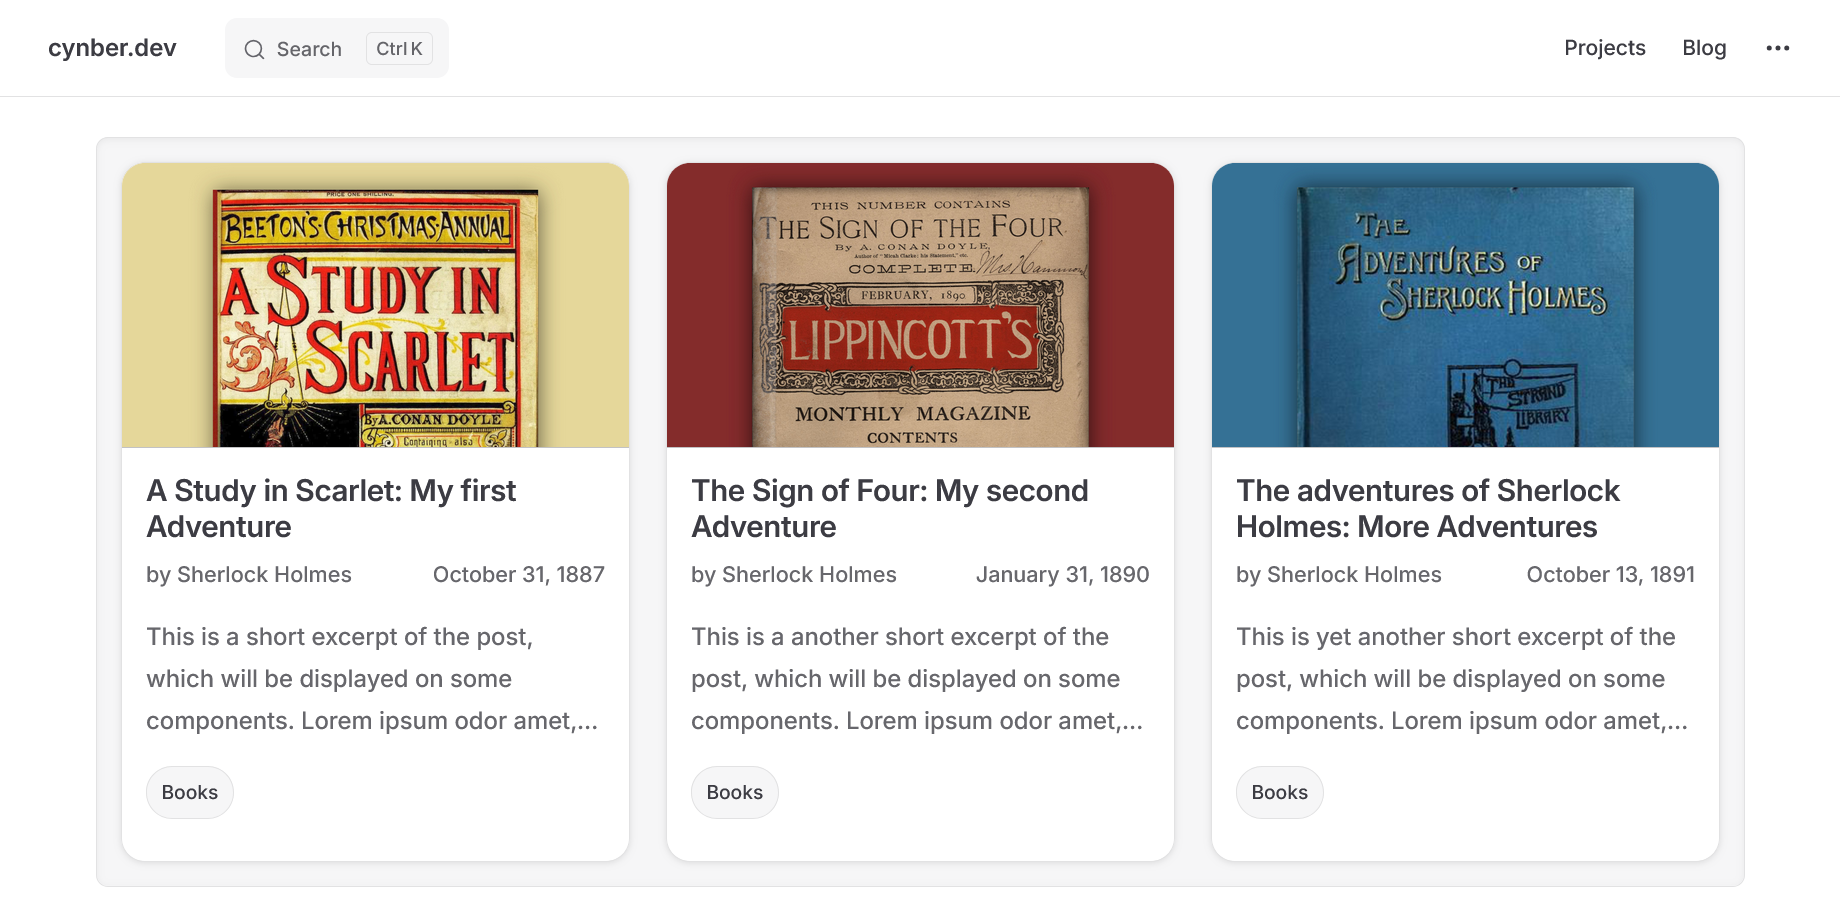 cynber.dev
Search
Ctrl K
Projects
Blog
PRICE ONE SHILLING.
BEETON'S CHRISTMAS ANNUAL
A STUDY IN
SCARLET
By A. CONAN DOYLE
Containing also
THIS NUMBER CONTAINS
THE SIGN OF THE FOUR.
By A. CONAN DOYLE,
Author of "Micah Clarke: his Statement," etc.
COMPLETE.
FEBRUARY, 1890
LIPPINCOTT'S
MONTHLY MAGAZINE
CONTENTS
THE
ADVENTURES OF
SHERLOCK HOLMES
THE
STRAND
LIBRARY
A Study in Scarlet: My first
Adventure
by Sherlock Holmes
October 31, 1887
This is a short excerpt of the post,
which will be displayed on some
components. Lorem ipsum odor amet,...
Books
The Sign of Four: My second
Adventure
by Sherlock Holmes
January 31, 1890
This is a another short excerpt of the
post, which will be displayed on some
components. Lorem ipsum odor amet,...
Books
The adventures of Sherlock
Holmes: More Adventures
by Sherlock Holmes
October 13, 1891
This is yet another short excerpt of the
post, which will be displayed on some
components. Lorem ipsum odor amet,...
Books